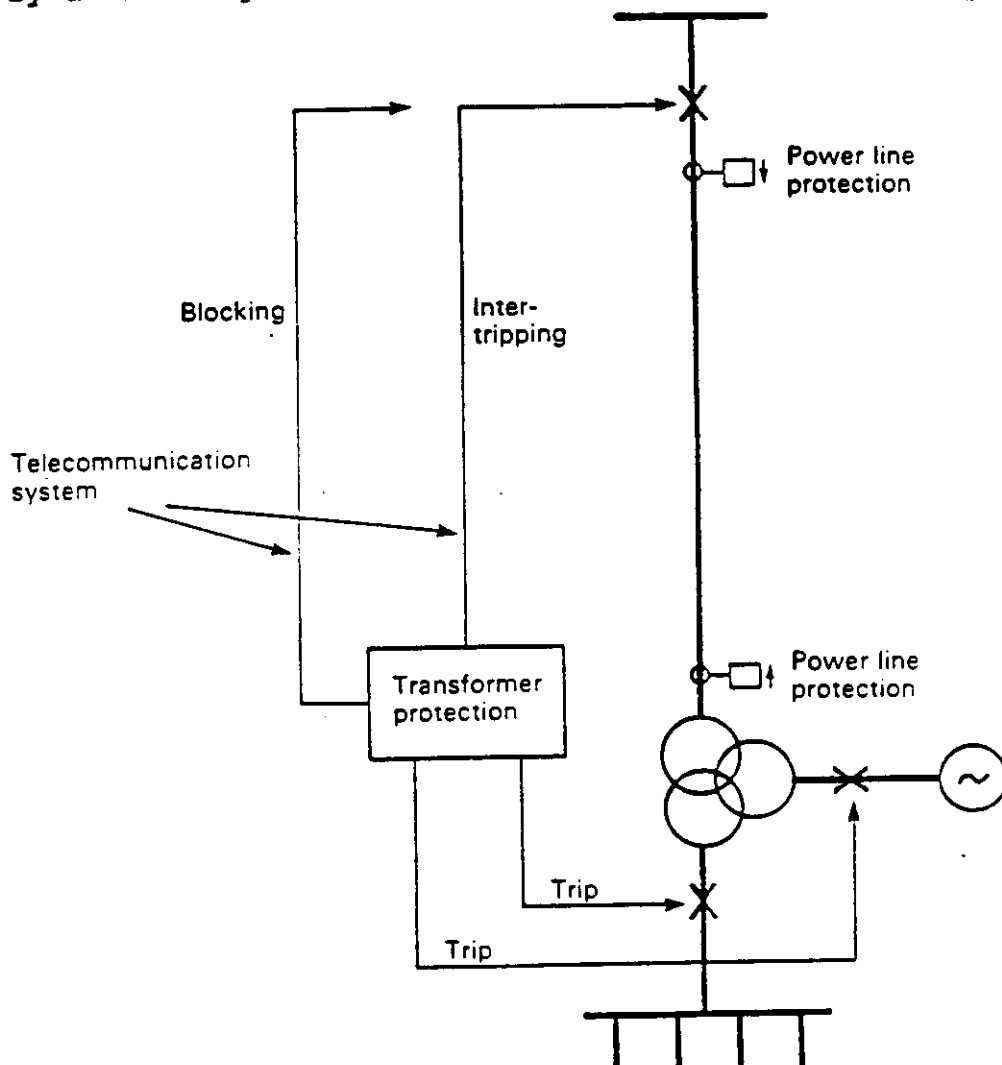 Power line
protection
Blocking
Inter-
tripping
Telecommunication
system
Transformer
protection
Power line
protection
Trip
Trip